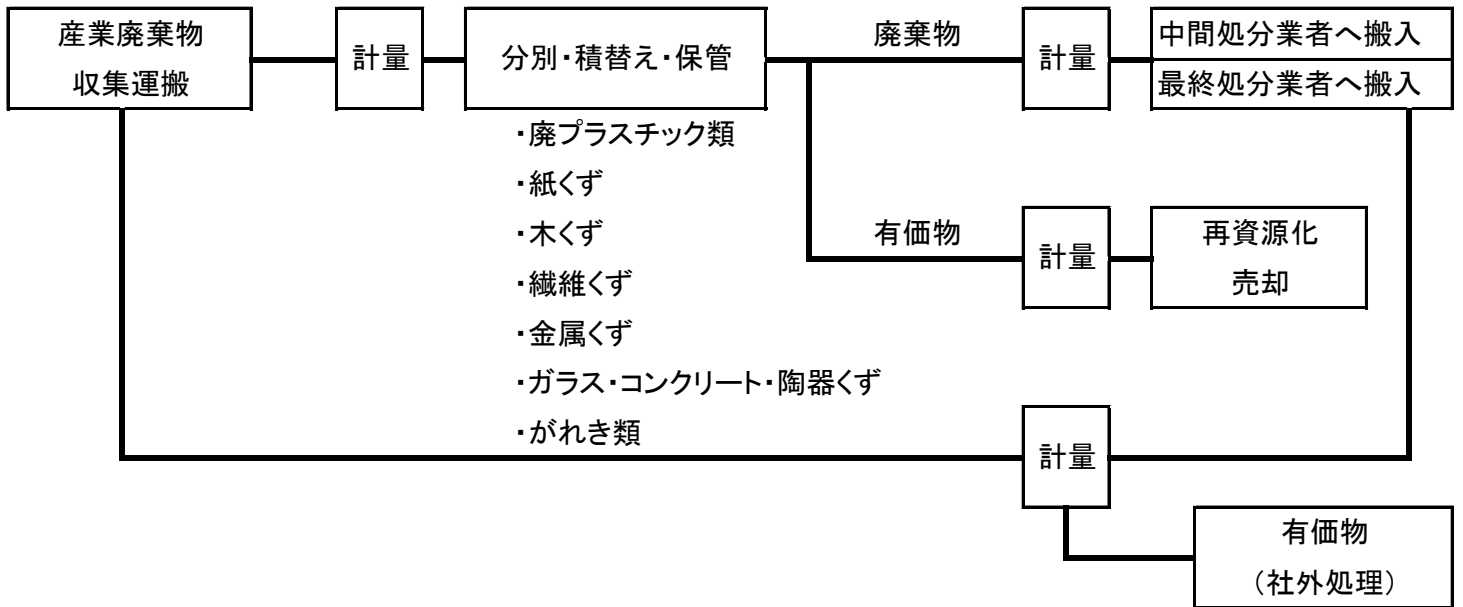 産業廃棄物
収集運搬
計量
分別・積替え・保管
廃棄物
計量
中間処分業者へ搬入
最終処分業者へ搬入
・廃プラスチック類
・紙くず
・木くず
・繊維くず
・金属くず
・ガラス・コンクリート・陶器くず
・がれき類
有価物
計量
再資源化
売却
計量
有価物
（社外処理）